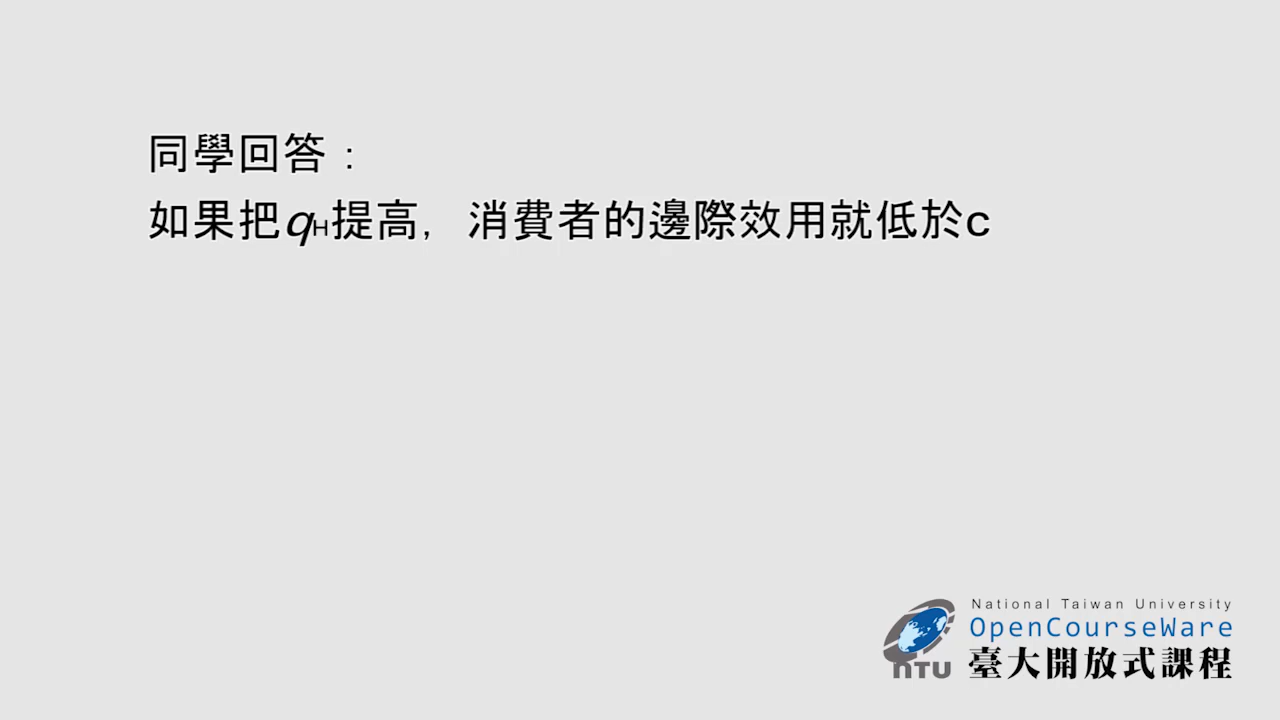 同學回答：
如果把qH提高，消費者的邊際效用就低於c
National Taiwan University
OpenCourseWare
臺大開放式課程
NTU